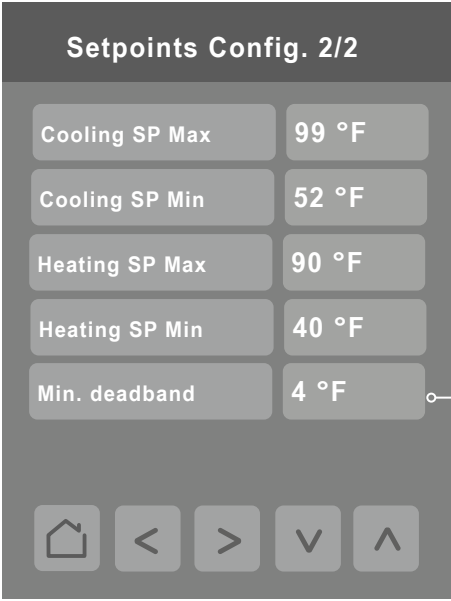 Setpoints Config. 2/2
Cooling SP Max 99 °F
Cooling SP Min 52 °F
Heating SP Max 90 °F
Heating SP Min 40 °F
Min. deadband 4 °F